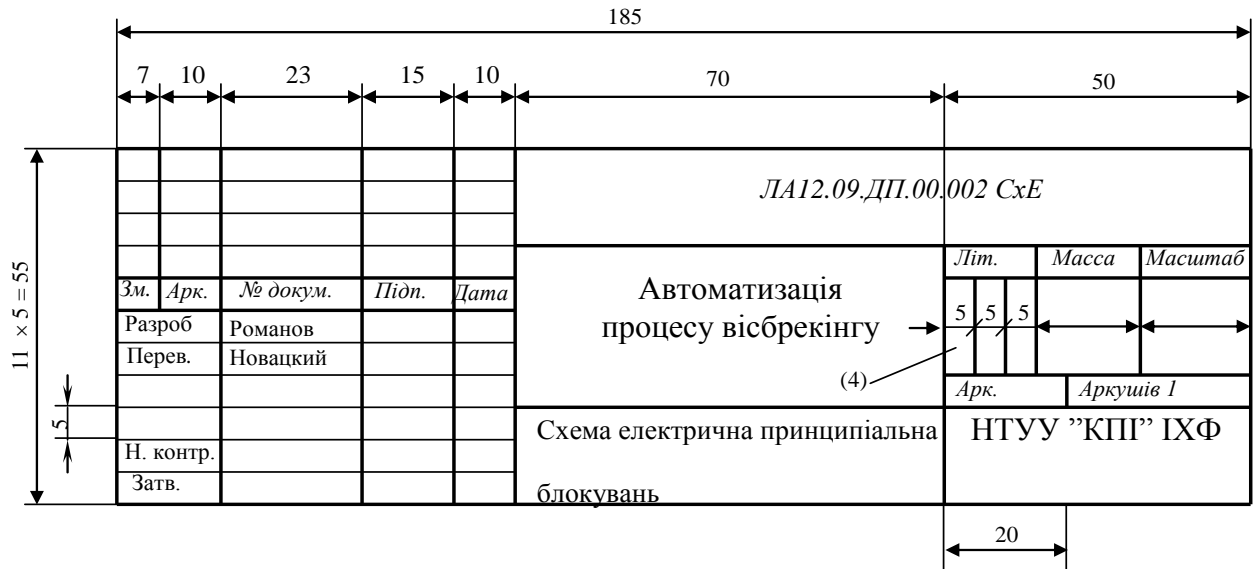 185
7 10 23 15 10 70 50
ЛА12.09.ДП.00.002 СхЕ
11 × 5 = 55
Літ. Масса Масштаб
Зм. Арк. № докум. Підп. Дата
Автоматизація
процесу вісбрекінгу
5 5 5
Разроб Романов
Перев. Новацкий
(4)
Арк. Аркушів 1
5
Схема електрична принципіальна
блокувань
НТУУ ”КПІ” ІХФ
Н. контр.
Затв.
20